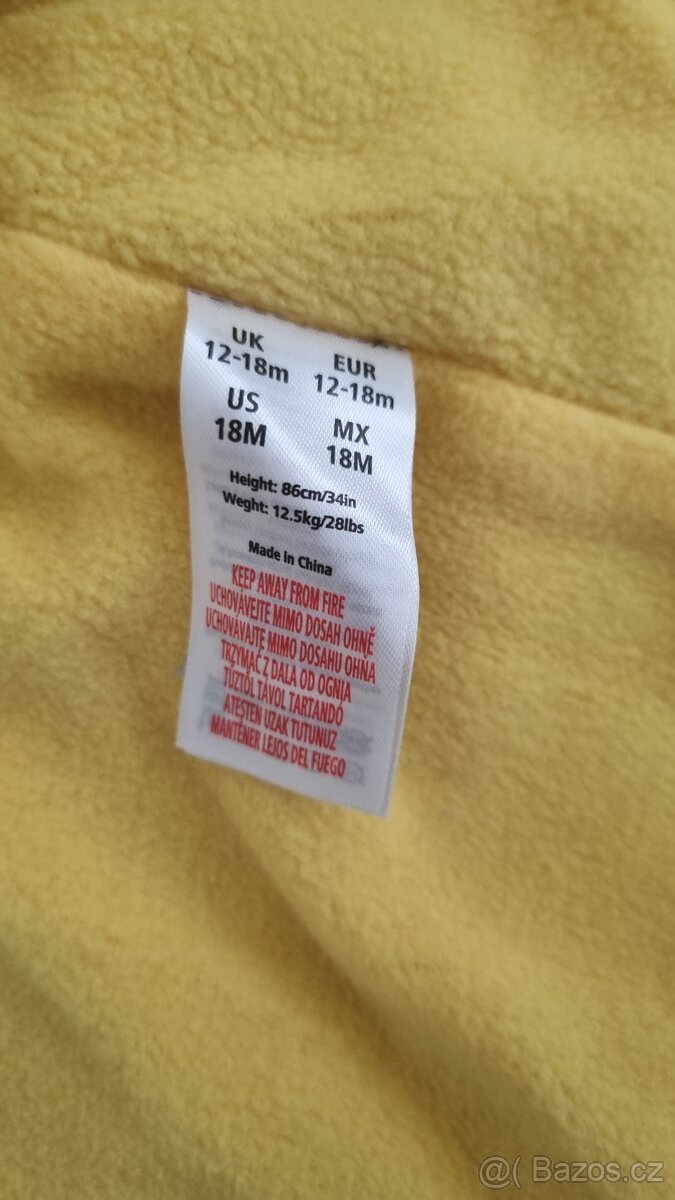 UK
12-18m
EUR
12-18m
US
18M
MX
18M
Height: 86cm/34in
Weght: 12.5kg/28lbs
Made in China
KEEP AWAY FROM FIRE
UCHOVÁVEJTE MIMO DOSAH OHNĚ
UCHOVÁVAJTE MIMO DOSAHU OHŇA
TRZYMAĆ Z DALA OD OGNIA
TŰZTŐL TÁVOL TARTANDÓ
ATEŞTEN UZAK TUTUNUZ
MANTENER LEJOS DEL FUEGO
@( Bazoš.cz